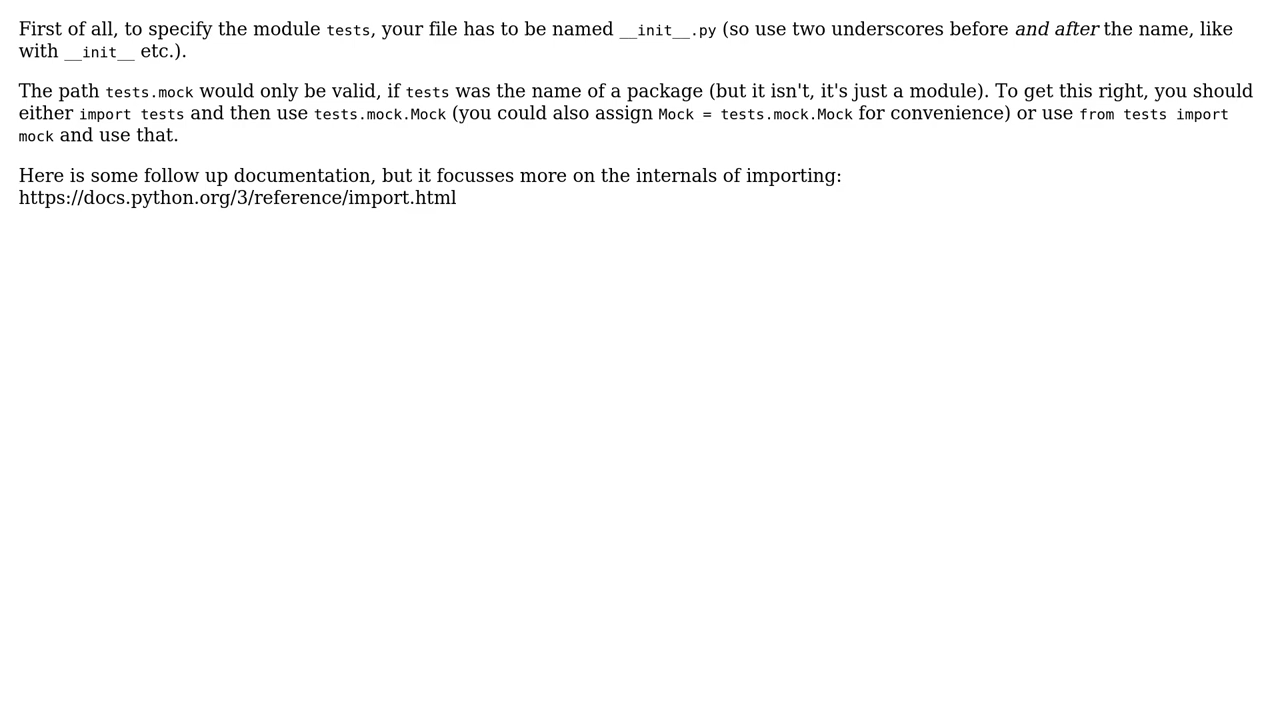 First of all, to specify the module tests, your file has to be named __init__.py (so use two underscores before and after the name, like
with __init__ etc.).
The path tests.mock would only be valid, if tests was the name of a package (but it isn't, it's just a module). To get this right, you should
either import tests and then use tests.mock.Mock (you could also assign Mock = tests.mock.Mock for convenience) or use from tests import
mock and use that.
Here is some follow up documentation, but it focusses more on the internals of importing:
https://docs.python.org/3/reference/import.html